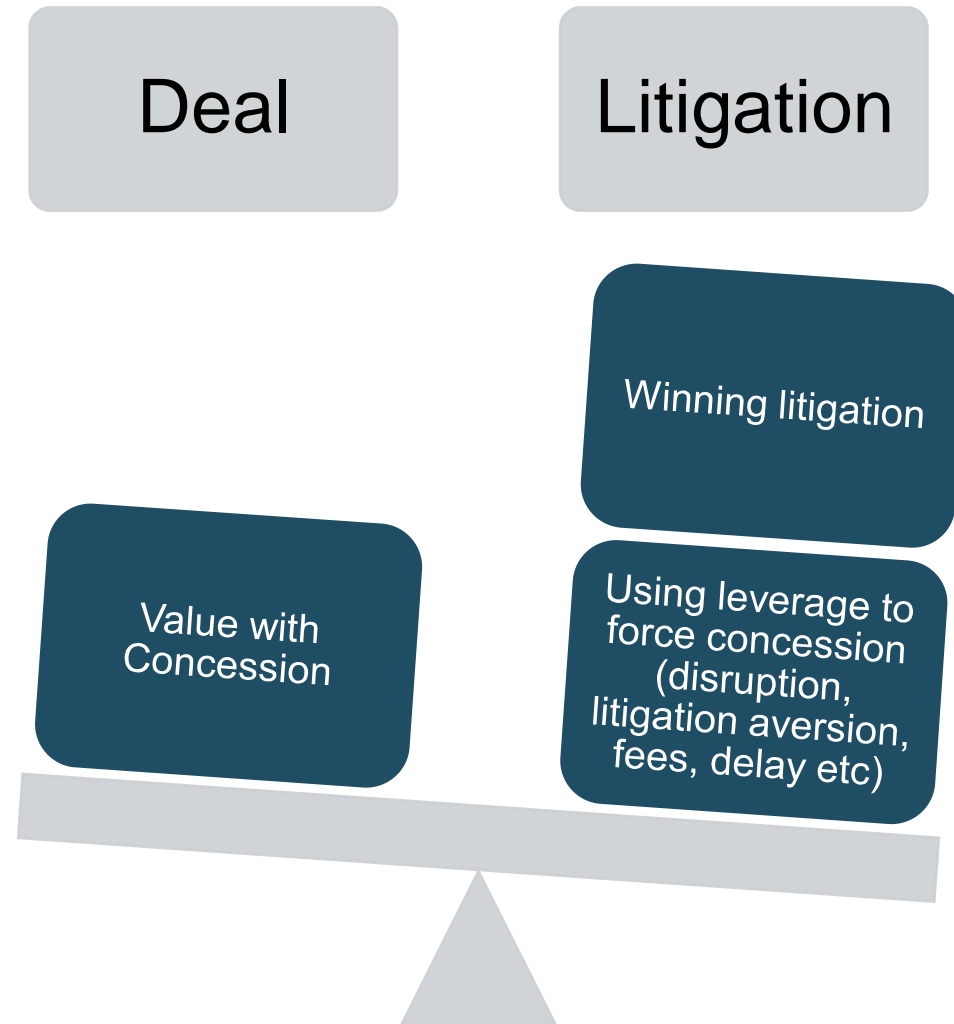 Deal
Litigation
Winning litigation
Value with
Concession
Using leverage to
force concession
(disruption,
litigation aversion,
fees, delay etc)